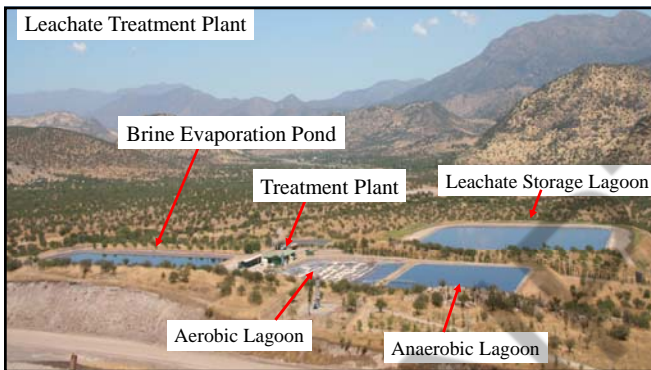 Leachate Treatment Plant
Brine Evaporation Pond
Treatment Plant
Leachate Storage Lagoon
Aerobic Lagoon
Anaerobic Lagoon